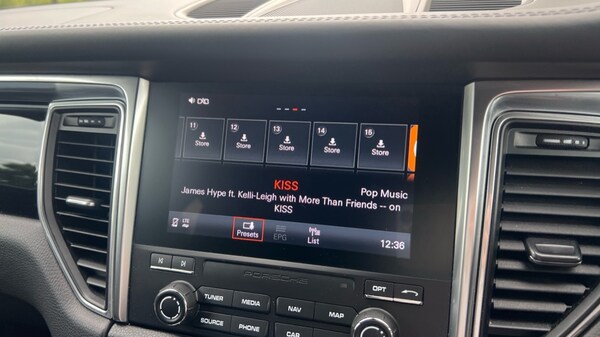 11 12 13 14 15
Store Store Store Store Store
KISS
Pop Music
James Hype ft. Kelli-Leigh with More Than Friends -- on
KISS
LTE
Presets EPG List 12:36
PORSCHE
TUNER MEDIA NAV MAP OPT
SOURCE PHONE CAR